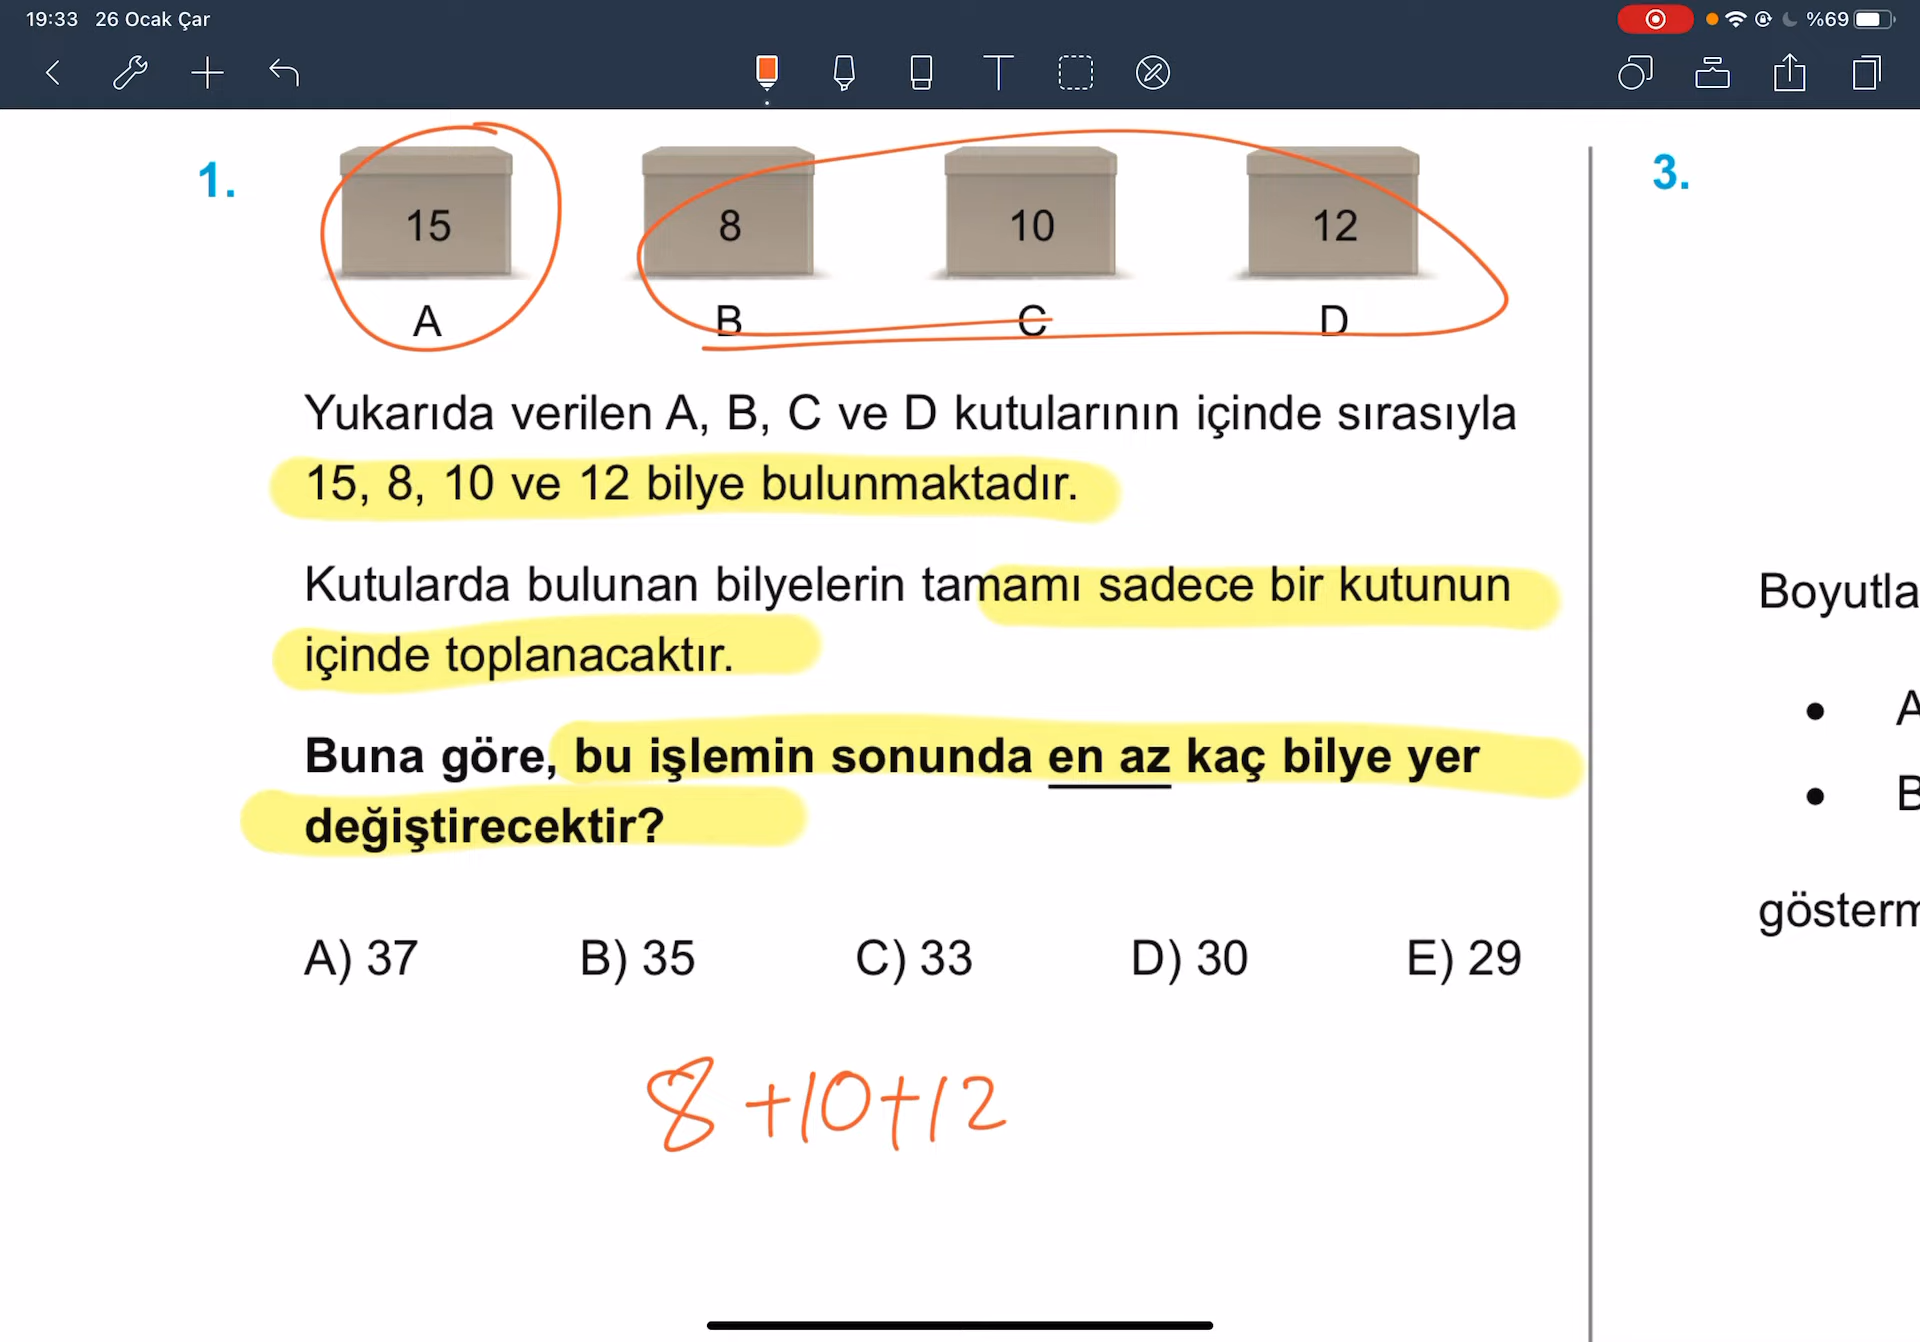 19:33 26 Ocak Çar %69
1.
15 8 10 12
A B C D
Yukarıda verilen A, B, C ve D kutularının içinde sırasıyla
15, 8, 10 ve 12 bilye bulunmaktadır.
Kutularda bulunan bilyelerin tamamı sadece bir kutunun
içinde toplanacaktır.
Buna göre, bu işlemin sonunda en az kaç bilye yer
değiştirecektir?
A) 37 B) 35 C) 33 D) 30 E) 29
8+10+12
3.
Boyutla
• A
• B
gösterm